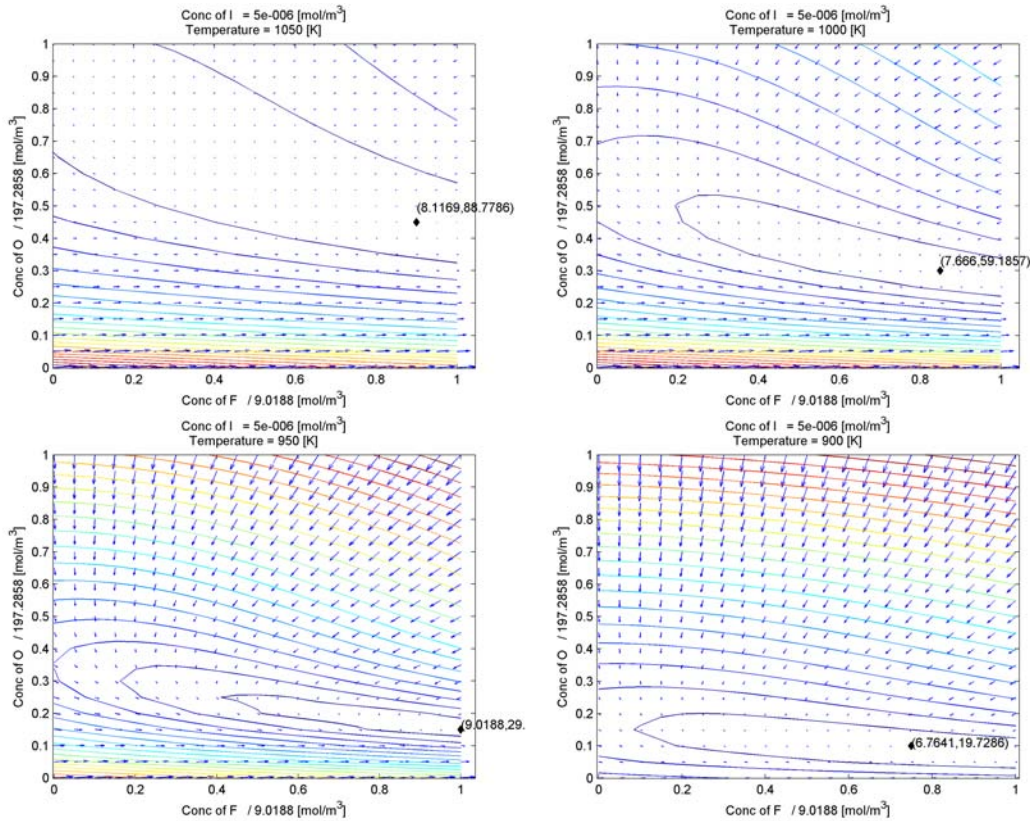 Conc of I = 5e-006 [mol/m³]
Temperature = 1050 [K]
1
0.9
0.8
0.7
0.6
0.5
0.4
0.3
0.2
0.1
0
Conc of O / 197.2858 [mol/m³]
(8.1169,88.7786)
0 0.2 0.4 0.6 0.8 1
Conc of F / 9.0188 [mol/m³]
Conc of I = 5e-006 [mol/m³]
Temperature = 1000 [K]
1
0.9
0.8
0.7
0.6
0.5
0.4
0.3
0.2
0.1
0
Conc of O / 197.2858 [mol/m³]
(7.666,59.1857)
0 0.2 0.4 0.6 0.8 1
Conc of F / 9.0188 [mol/m³]
Conc of I = 5e-006 [mol/m³]
Temperature = 950 [K]
1
0.9
0.8
0.7
0.6
0.5
0.4
0.3
0.2
0.1
0
Conc of O / 197.2858 [mol/m³]
(9.0188,29.
0 0.2 0.4 0.6 0.8 1
Conc of F / 9.0188 [mol/m³]
Conc of I = 5e-006 [mol/m³]
Temperature = 900 [K]
1
0.9
0.8
0.7
0.6
0.5
0.4
0.3
0.2
0.1
0
Conc of O / 197.2858 [mol/m³]
(6.7641,19.7286)
0 0.2 0.4 0.6 0.8 1
Conc of F / 9.0188 [mol/m³]